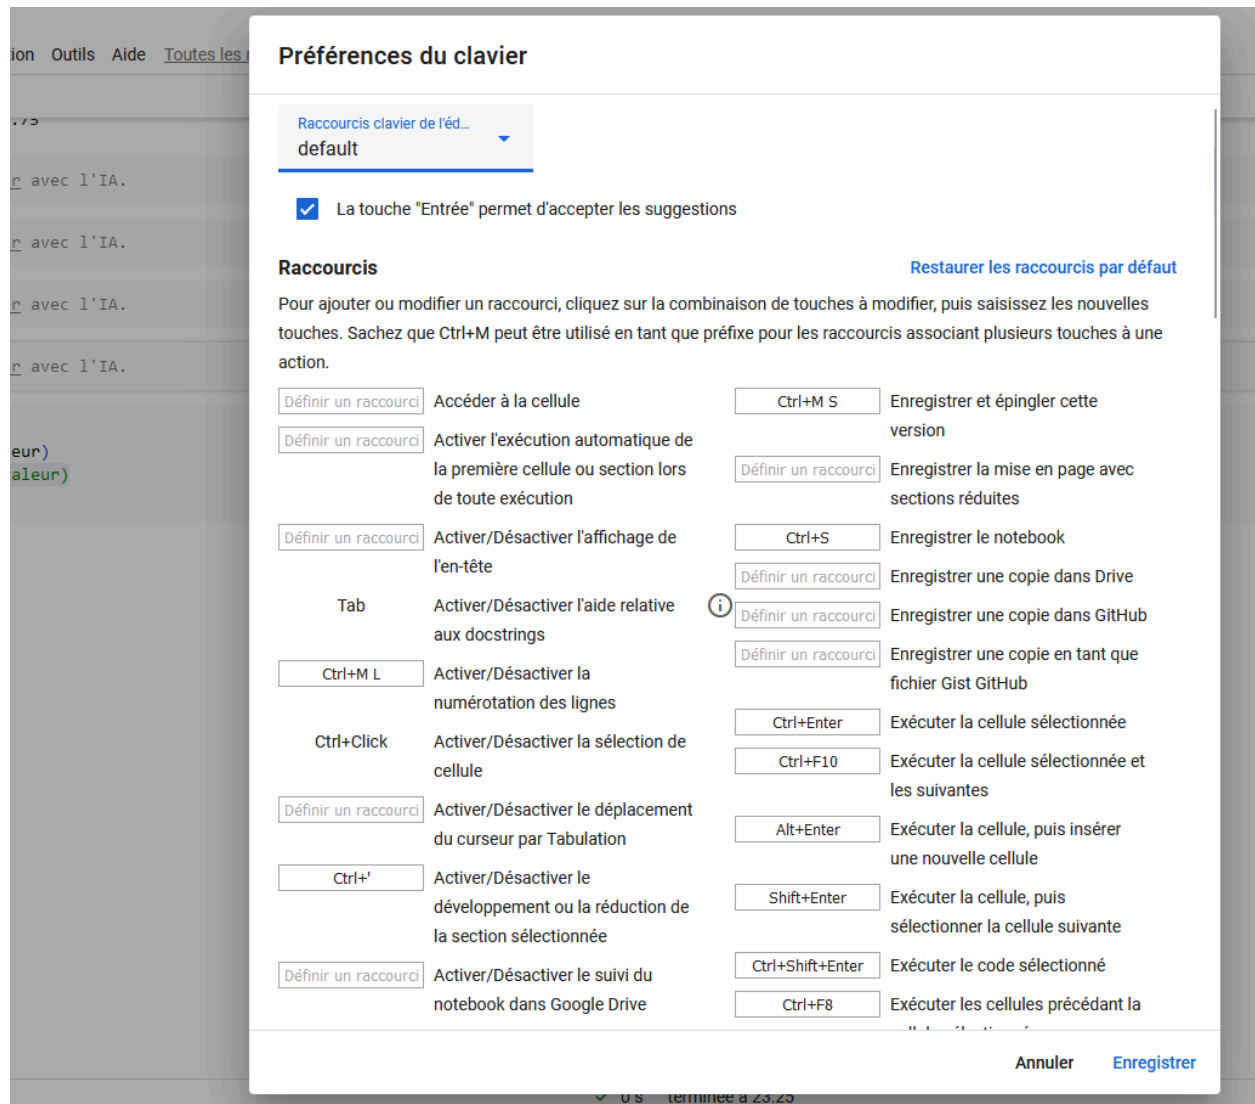 Préférences du clavier
tion Outils Aide Toutes les
.75
r avec l'IA.
r avec l'IA.
r avec l'IA.
r avec l'IA.
eur)
aleur)
Raccourcis clavier de l'éd...
default
La touche "Entrée" permet d'accepter les suggestions
Raccourcis
Restaurer les raccourcis par défaut
Pour ajouter ou modifier un raccourci, cliquez sur la combinaison de touches à modifier, puis saisissez les nouvelles
touches. Sachez que Ctrl+M peut être utilisé en tant que préfixe pour les raccourcis associant plusieurs touches à une
action.
Définir un raccourci Accéder à la cellule
Définir un raccourci Activer l'exécution automatique de
la première cellule ou section lors
de toute exécution
Définir un raccourci Activer/Désactiver l'affichage de
l'en-tête
Tab Activer/Désactiver l'aide relative
aux docstrings
Ctrl+M L Activer/Désactiver la
numérotation des lignes
Ctrl+Click Activer/Désactiver la sélection de
cellule
Définir un raccourci Activer/Désactiver le déplacement
du curseur par Tabulation
Ctrl+' Activer/Désactiver le
développement ou la réduction de
la section sélectionnée
Définir un raccourci Activer/Désactiver le suivi du
notebook dans Google Drive
Ctrl+M S Enregistrer et épingler cette
version
Définir un raccourci Enregistrer la mise en page avec
sections réduites
Ctrl+S Enregistrer le notebook
Définir un raccourci Enregistrer une copie dans Drive
Définir un raccourci Enregistrer une copie dans GitHub
Définir un raccourci Enregistrer une copie en tant que
fichier Gist GitHub
Ctrl+Enter Exécuter la cellule sélectionnée
Ctrl+F10 Exécuter la cellule sélectionnée et
les suivantes
Alt+Enter Exécuter la cellule, puis insérer
une nouvelle cellule
Shift+Enter Exécuter la cellule, puis
sélectionner la cellule suivante
Ctrl+Shift+Enter Exécuter le code sélectionné
Ctrl+F8 Exécuter les cellules précédant la
Annuler Enregistrer
0 s terminée à 23:25